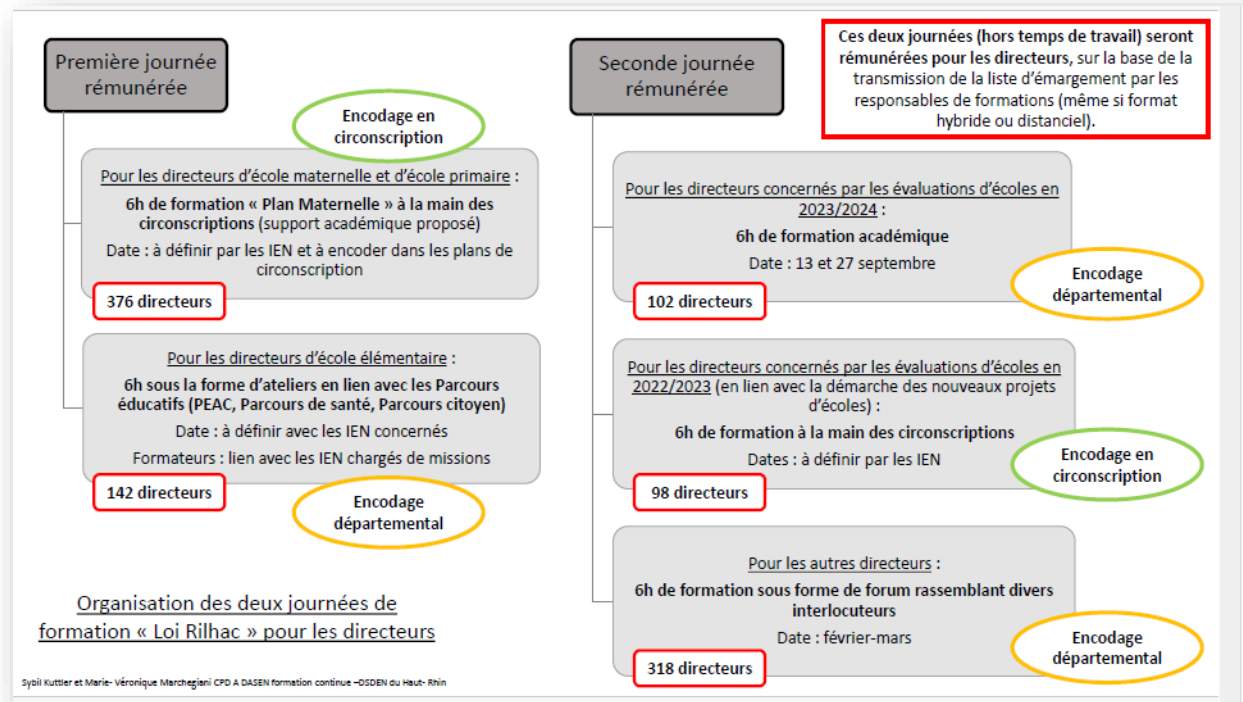 Première journée
rémunérée
Encodage en
circonscription
Pour les directeurs d'école maternelle et d'école primaire :
6h de formation « Plan Maternelle » à la main des
circonscriptions (support académique proposé)
Date : à définir par les IEN et à encoder dans les plans de
circonscription
376 directeurs
Pour les directeurs d'école élémentaire :
6h sous la forme d'ateliers en lien avec les Parcours
éducatifs (PEAC, Parcours de santé, Parcours citoyen)
Date : à définir avec les IEN concernés
Formateurs : lien avec les IEN chargés de missions
142 directeurs
Encodage
départemental
Organisation des deux journées de
formation « Loi Rilhac » pour les directeurs
Sybil Kuttler et Marie- Véronique Marchegiani CPD A DASEN formation continue –DSDEN du Haut- Rhin
Seconde journée
rémunérée
Ces deux journées (hors temps de travail) seront
rémunérées pour les directeurs, sur la base de la
transmission de la liste d'émargement par les
responsables de formations (même si format
hybride ou distanciel).
Pour les directeurs concernés par les évaluations d'écoles en
2023/2024 :
6h de formation académique
Date : 13 et 27 septembre
102 directeurs
Encodage
départemental
Pour les directeurs concernés par les évaluations d'écoles en
2022/2023 (en lien avec la démarche des nouveaux projets
d'écoles) :
6h de formation à la main des circonscriptions
Dates : à définir par les IEN
98 directeurs
Encodage en
circonscription
Pour les autres directeurs :
6h de formation sous forme de forum rassemblant divers
interlocuteurs
Date : février-mars
318 directeurs
Encodage
départemental